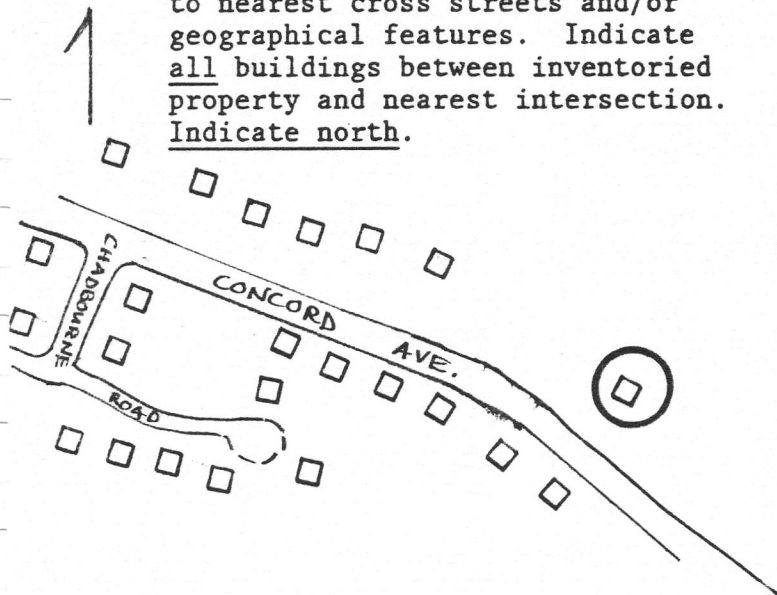 to nearest cross streets and/or
geographical features. Indicate
all buildings between inventoried
property and nearest intersection.
Indicate north.
CHADBOURNE
CONCORD AVE.
ROAD